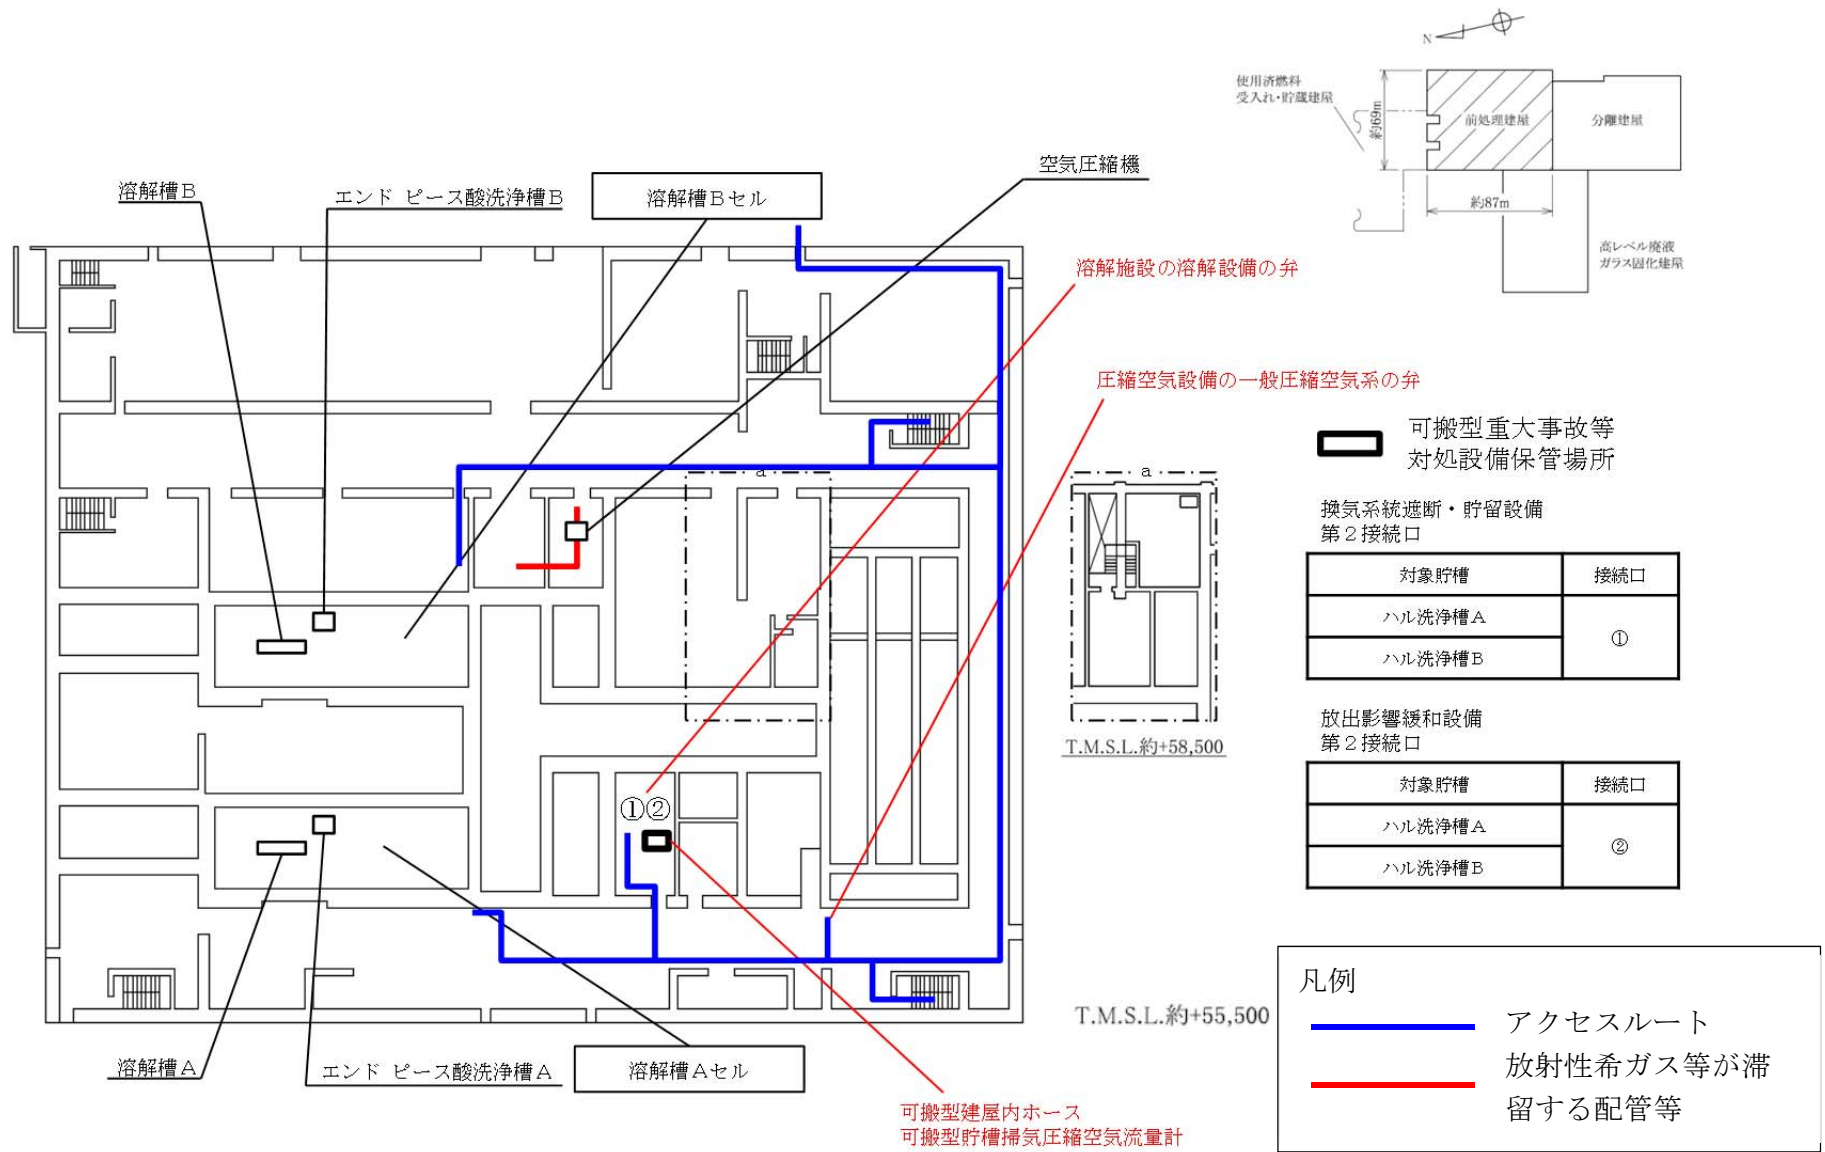 N
使用済燃料
受入れ・貯蔵建屋
約69m
前処理建屋
分離建屋
約87m
高レベル廃液
ガラス固化建屋
空気圧縮機
溶解槽B
エンド ピース酸洗浄槽B
溶解槽Bセル
溶解施設の溶解設備の弁
圧縮空気設備の一般圧縮空気系の弁
可搬型重大事故等
対処設備保管場所
a
a
換気系統遮断・貯留設備
第2接続口
対象貯槽 接続口
ハル洗浄槽A
①
ハル洗浄槽B
放出影響緩和設備
第2接続口
対象貯槽 接続口
ハル洗浄槽A
②
ハル洗浄槽B
T.M.S.L.約+58,500
①②
T.M.S.L.約+55,500
溶解槽A
エンド ピース酸洗浄槽A
溶解槽Aセル
可搬型建屋内ホース
可搬型貯槽掃気圧縮空気流量計
凡例
アクセスルート
放射性希ガス等が滞
留する配管等